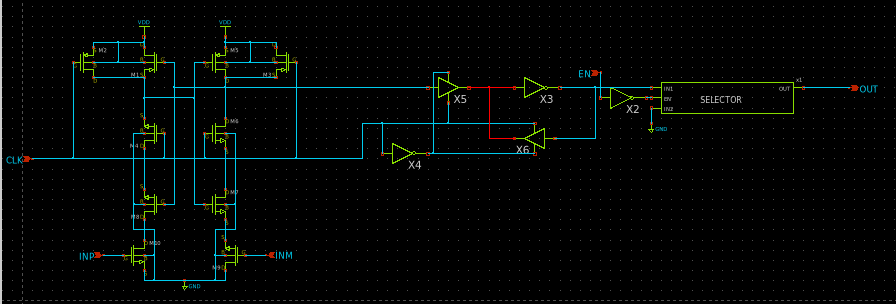 VDD
VDD
M2
M1
M5
M3
M4
M6
M8
M7
M10
M9
CLK
INP
INM
GND
X5
X3
X4
X6
EN
X2
IN1
EN
IN2
SELECTOR
OUT
x1
OUT
GND